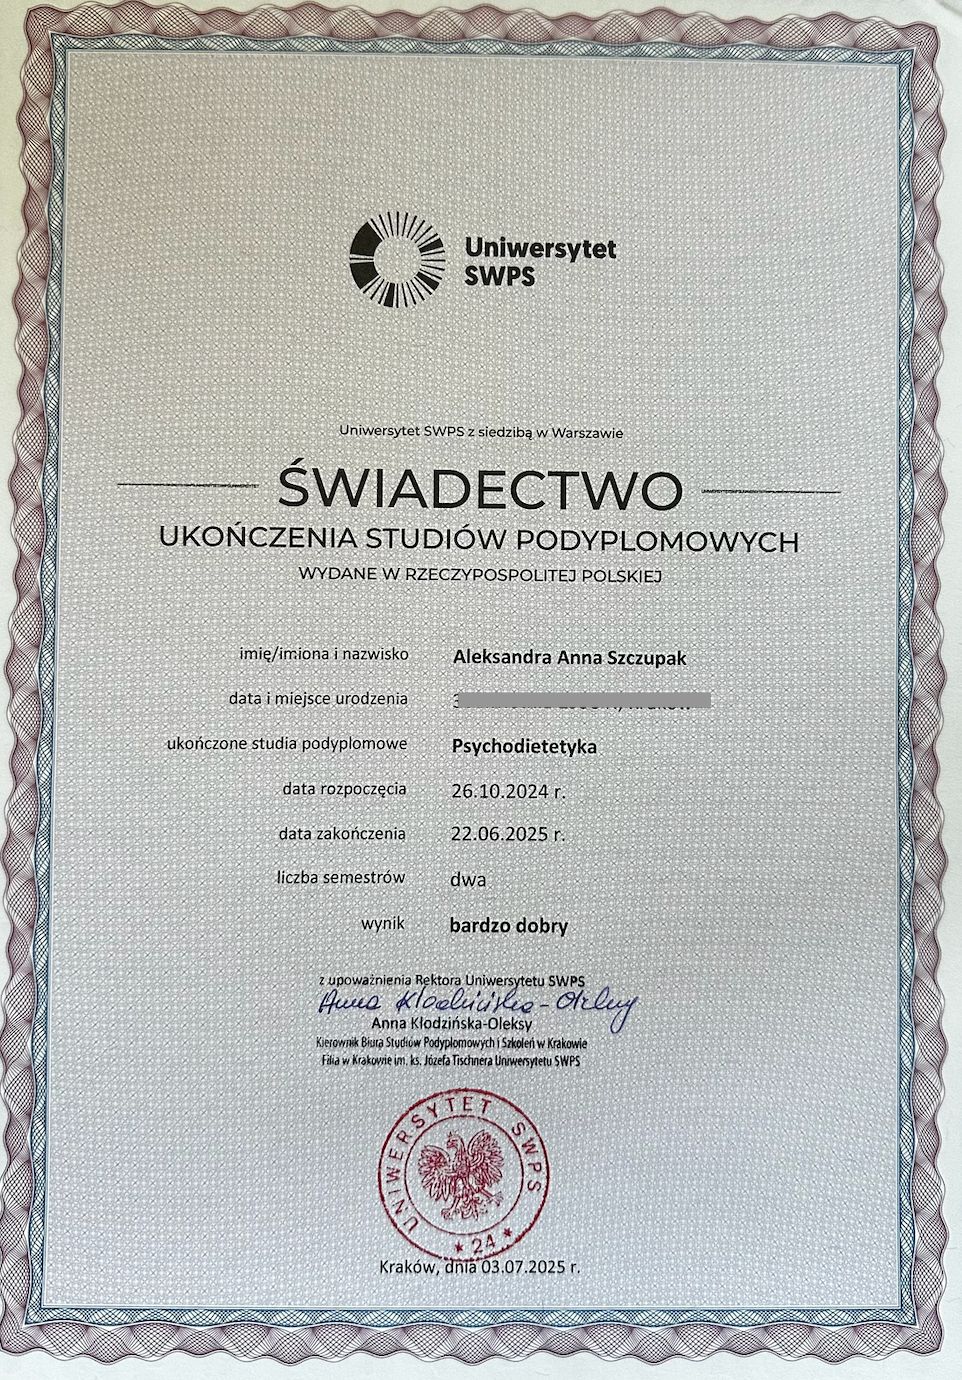 Uniwersytet
SWPS
Uniwersytet SWPS z siedzibą w Warszawie
ŚWIADECTWO
UKOŃCZENIA STUDIÓW PODYPLOMOWYCH
WYDANE W RZECZYPOSPOLITEJ POLSKIEJ
imię/imiona i nazwisko Aleksandra Anna Szczupak
data i miejsce urodzenia
ukończone studia podyplomowe Psychodietetyka
data rozpoczęcia 26.10.2024 r.
data zakończenia 22.06.2025 r.
liczba semestrów dwa
wynik bardzo dobry
z upoważnienia Rektora Uniwersytetu SWPS
Anna Kłodzińska-Oleksy
Anna Kłodzińska-Oleksy
Kierownik Biura Studiów Podyplomowych i Szkoleń w Krakowie
Filia w Krakowie im. ks. Józefa Tischnera Uniwersytetu SWPS
UNIWERSYTET SWPS
* 24 *
Kraków, dnia 03.07.2025 r.